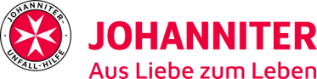 JOHANNITER-
UNFALL-HILFE
JOHANNITER
Aus Liebe zum Leben